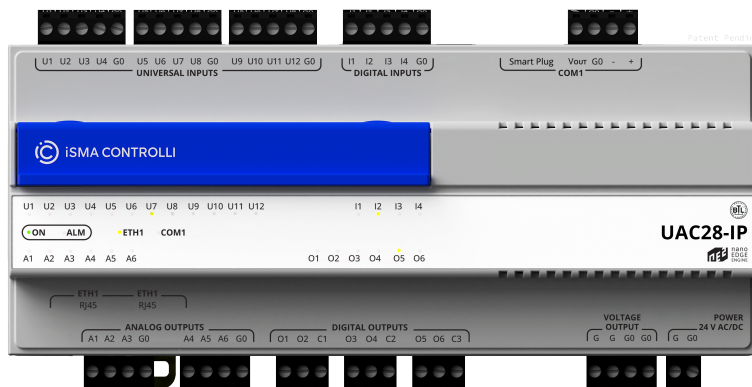 Patent Pendin
U1 U2 U3 U4 G0 U5 U6 U7 U8 G0 U9 U10 U11 U12 G0 I1 I2 I3 I4 G0 Smart Plug VOUT G0 - +
UNIVERSAL INPUTS DIGITAL INPUTS COM1
iSMA CONTROLLI
U1 U2 U3 U4 U5 U6 U7 U8 U9 U10 U11 U12 I1 I2 I3 I4
BTL
ON ALM ETH1 COM1 UAC28-IP
A1 A2 A3 A4 A5 A6 O1 O2 O3 O4 O5 O6
nano
EDGE
ENGINE
ETH1 ETH1
RJ45 RJ45
ANALOG OUTPUTS DIGITAL OUTPUTS
VOLTAGE
OUTPUT
POWER
24 V AC/DC
A1 A2 A3 G0 A4 A5 A6 G0 O1 O2 C1 O3 O4 C2 O5 O6 C3 G G G0 G0 G G0